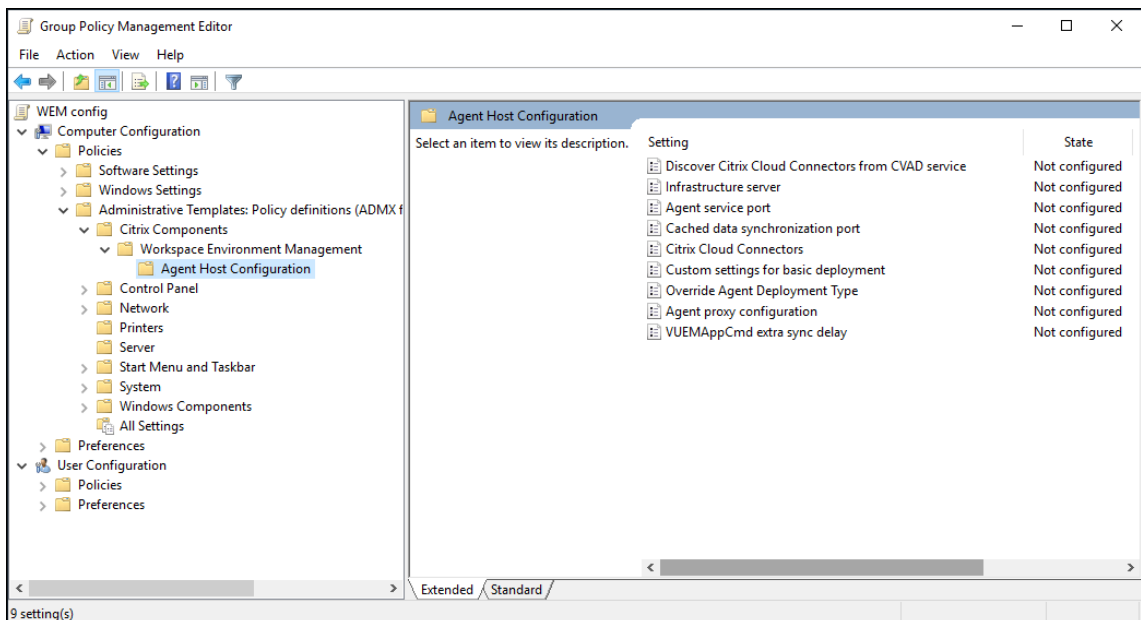 Group Policy Management Editor
File Action View Help
WEM config
Computer Configuration
Policies
Software Settings
Windows Settings
Administrative Templates: Policy definitions (ADMX f
Citrix Components
Workspace Environment Management
Agent Host Configuration
Control Panel
Network
Printers
Server
Start Menu and Taskbar
System
Windows Components
All Settings
Preferences
User Configuration
Policies
Preferences
Agent Host Configuration
Select an item to view its description.
Setting State
Discover Citrix Cloud Connectors from CVAD service Not configured
Infrastructure server Not configured
Agent service port Not configured
Cached data synchronization port Not configured
Citrix Cloud Connectors Not configured
Custom settings for basic deployment Not configured
Override Agent Deployment Type Not configured
Agent proxy configuration Not configured
VUEMAppCmd extra sync delay Not configured
Extended Standard
9 setting(s)